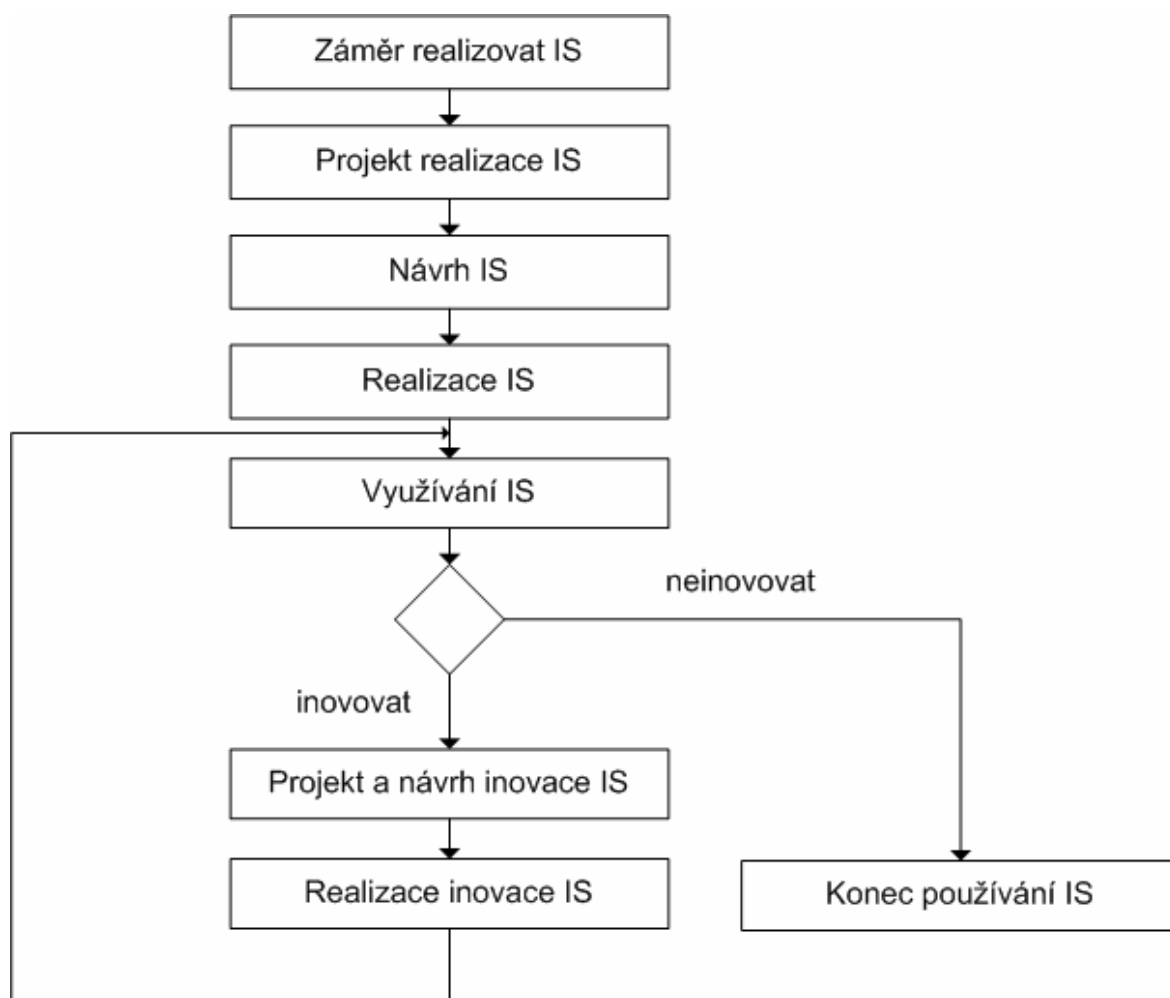 Záměr realizovat IS
Projekt realizace IS
Návrh IS
Realizace IS
Využívání IS
neinovovat
inovovat
Projekt a návrh inovace IS
Realizace inovace IS
Konec používání IS